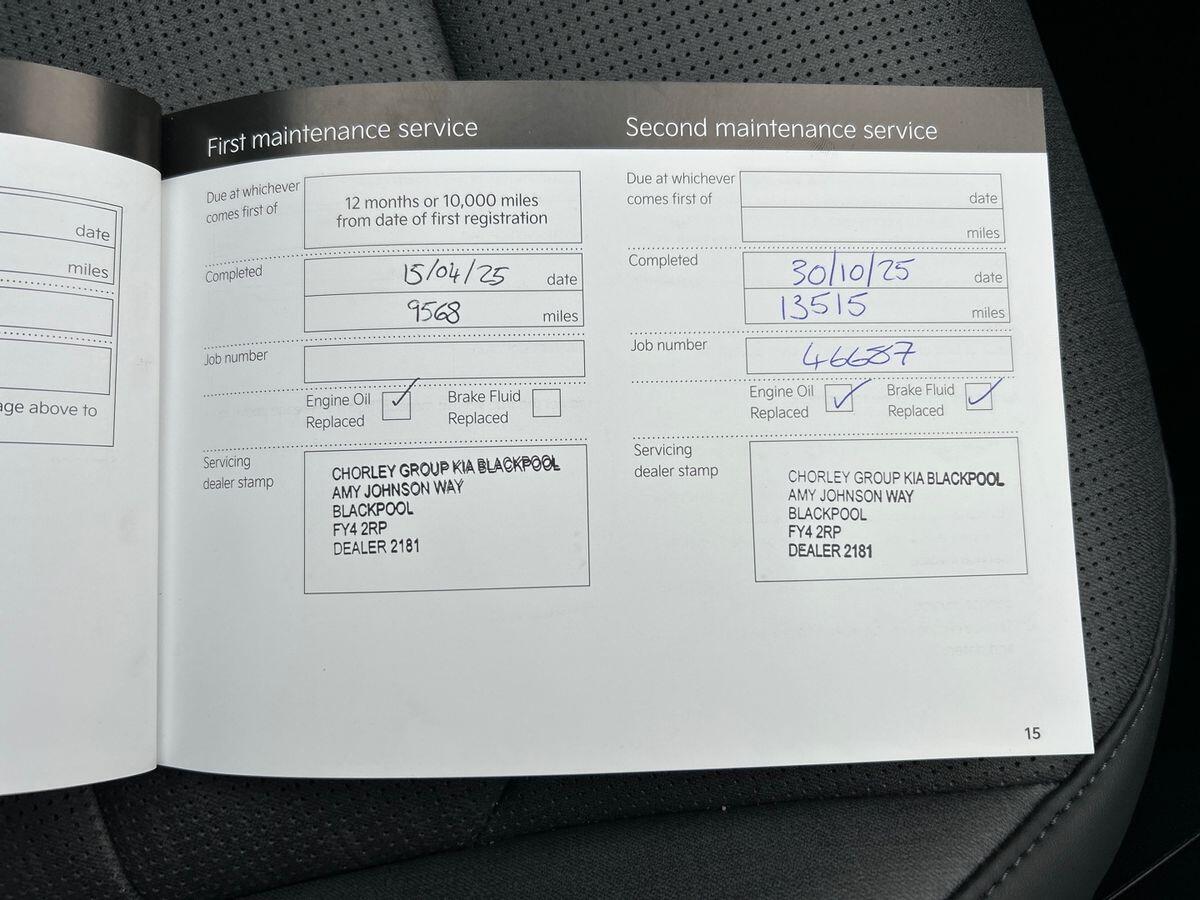 date
miles
age above to
First maintenance service
Due at whichever
comes first of
12 months or 10,000 miles
from date of first registration
Completed
15/04/25 date
9568 miles
Job number
Engine Oil
Replaced
Brake Fluid
Replaced
Servicing
dealer stamp
CHORLEY GROUP KIA BLACKPOOL
AMY JOHNSON WAY
BLACKPOOL
FY4 2RP
DEALER 2181
Second maintenance service
Due at whichever
comes first of
date
miles
Completed
30/10/25 date
13515 miles
Job number
Engine Oil
Replaced
Brake Fluid
Replaced
Servicing
dealer stamp
CHORLEY GROUP KIA BLACKPOOL
AMY JOHNSON WAY
BLACKPOOL
FY4 2RP
DEALER 2181
15